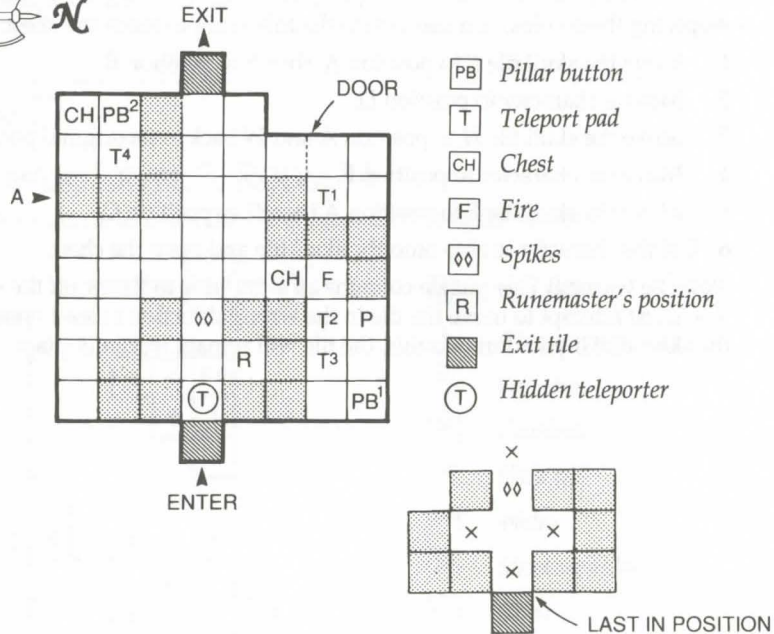 N
EXIT
DOOR
CH PB2
T4
A
T1
CH F
T2 P
R T3
T PB1
ENTER
PB Pillar button
T Teleport pad
CH Chest
F Fire
Spikes
R Runemaster's position
Exit tile
T Hidden teleporter
LAST IN POSITION